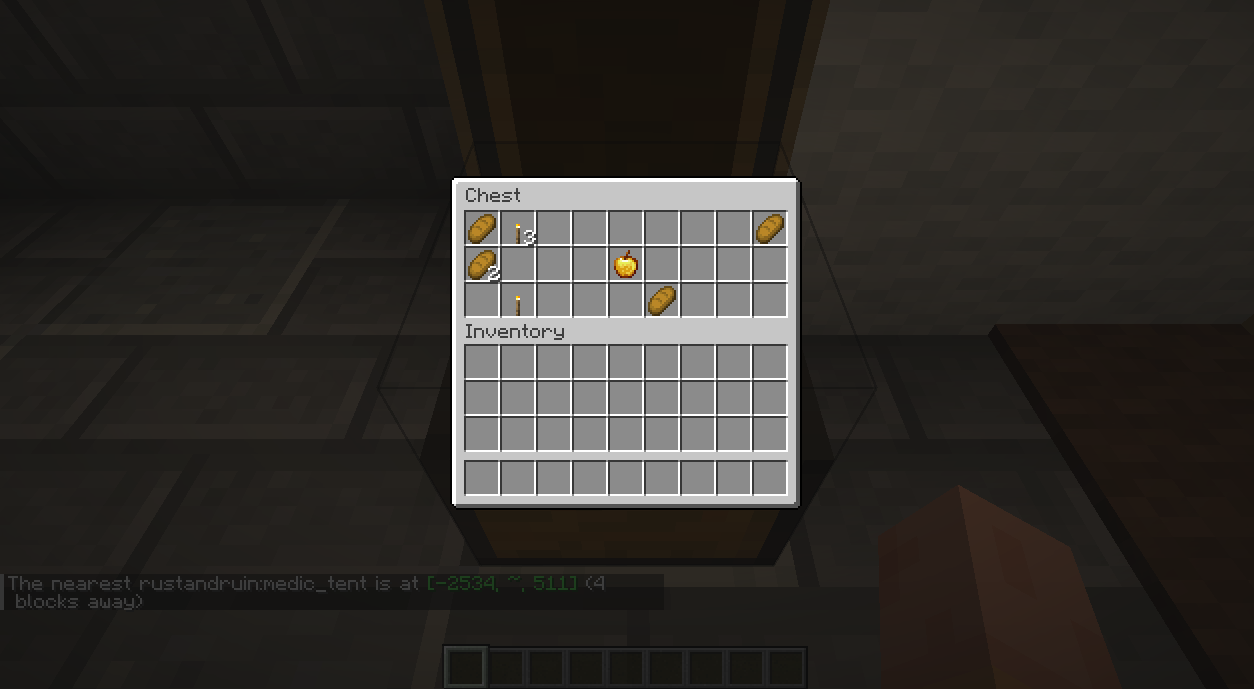 Chest
3
2
Inventory
The nearest rustandruin:medic_tent is at [-2534, ~, 511] (4
blocks away)